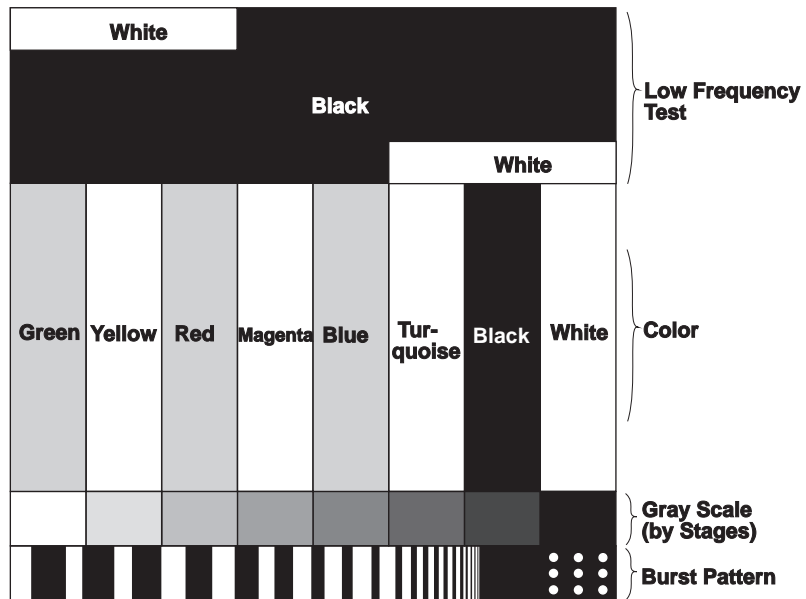 White
Black
White
Low Frequency
Test
Green
Yellow
Red
Magenta
Blue
Tur-
quoise
Black
White
Color
Gray Scale
(by Stages)
Burst Pattern